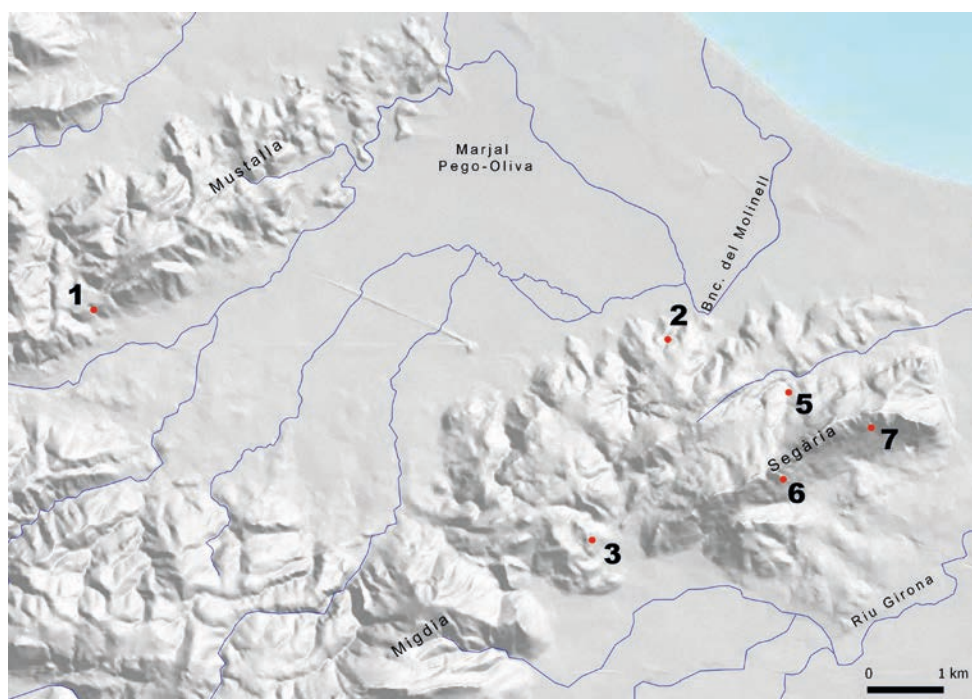 Marjal
Pego-Oliva
Mustalla
Bnc. del Molinell
1
2
5
7
Segària
6
3
Riu Girona
Migdia
0 1 km